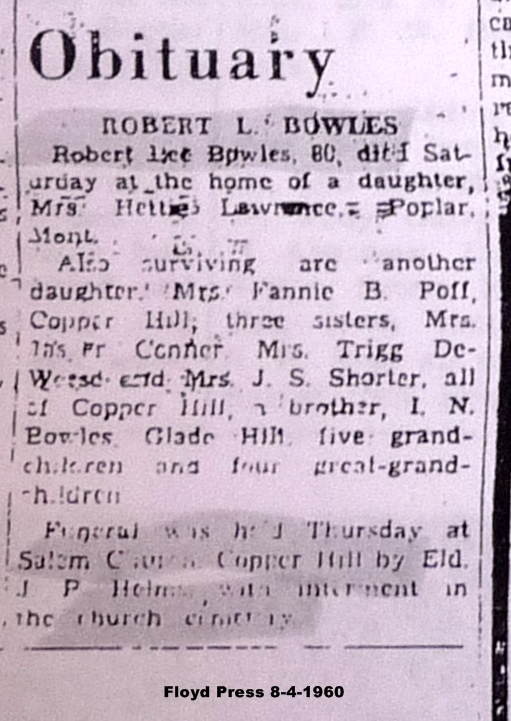 Obituary
ROBERT L. BOWLES
Robert Lee Bowles, 80, died Sat-
urday at the home of a daughter,
Mrs. Hettie Lawrence, Poplar,
Mont.
Also surviving are another
daughter, Mrs. Fannie B. Poff,
Copper Hill; three sisters, Mrs.
Conner, Mrs. Trigg De-
Weese and Mrs. J. S. Shorter, all
of Copper Hill, a brother, I. N.
Bowles, Glade Hill, five grand-
children and four great-grand-
children
Funeral was held Thursday at
Salem Church Copper Hill by Eld.
J. P. Helms, with interment in
the church cemetery.
Floyd Press 8-4-1960